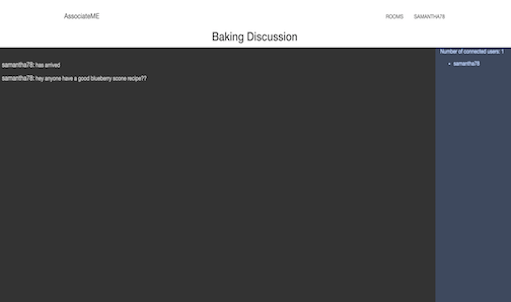 AssociateME
ROOMS SAMANTHA78
Baking Discussion
Number of connected users: 1
samantha78
samantha78: has arrived
samantha78: hey anyone have a good blueberry scone recipe??